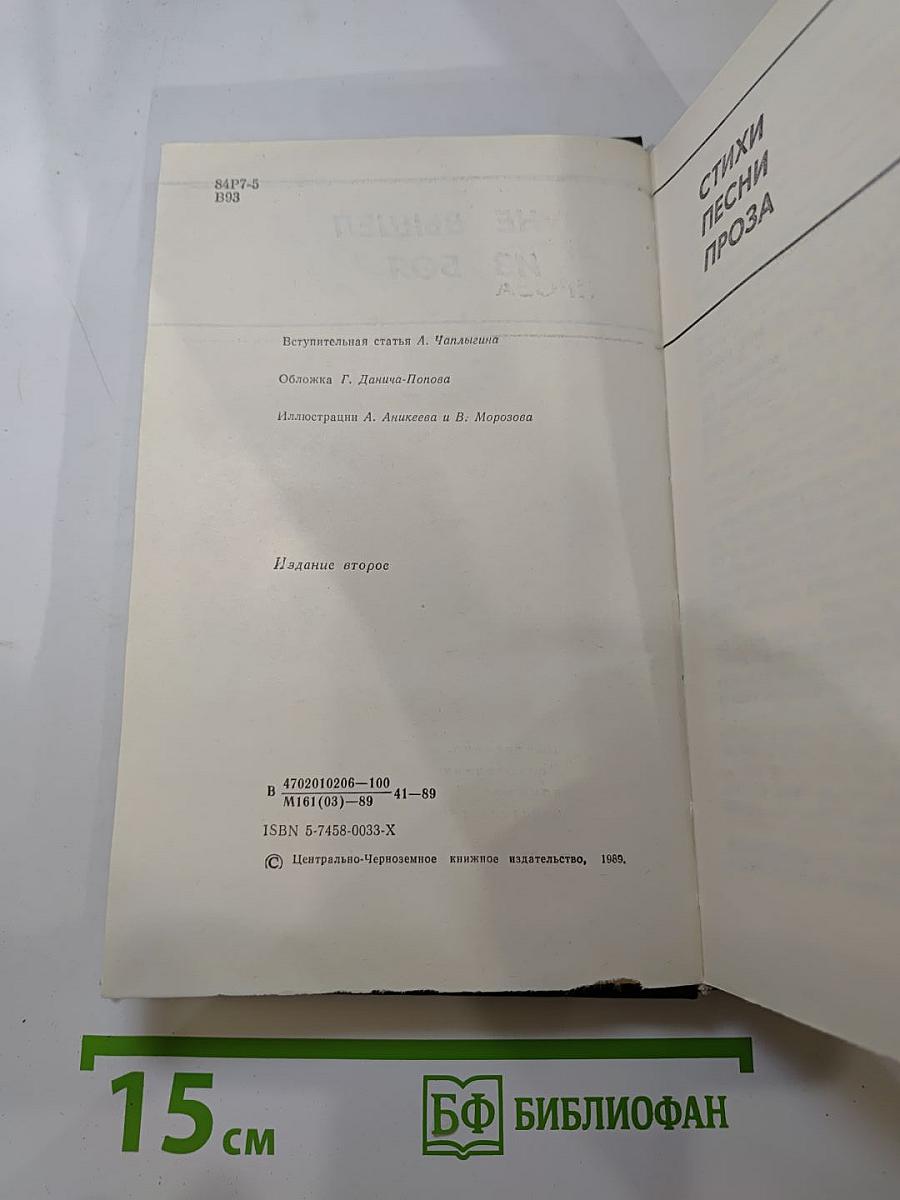 84Р7-5
В93
Вступительная статья А. Чаплыгина
Обложка Г. Данича-Попова
Иллюстрации А. Аникеева и В. Морозова
Издание второе
В 4702010206—100
М161(03)—89
41—89
ISBN 5-7458-0033-X
© Центрально-Черноземное книжное издательство, 1989.
СТИХИ
ПЕСНИ
ПРОЗА
15 см
БФ БИБЛИОФАН